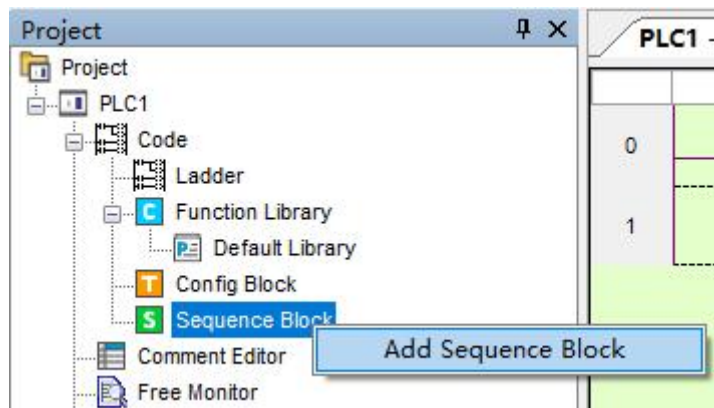 Project
PLC1 -
Project
PLC1
Code
0
Ladder
C Function Library
1
P Default Library
T Config Block
S Sequence Block
Add Sequence Block
Comment Editor
Free Monitor